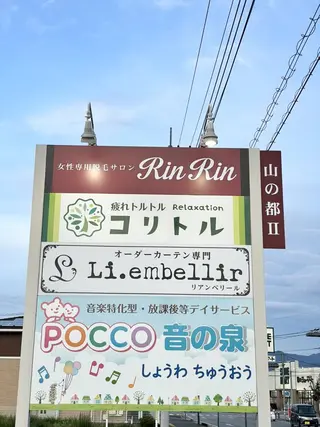 女性専用脱毛サロン Rin Rin
山の都Ⅱ
疲れトルトル Relaxation
コリトル
オーダーカーテン専門
L Li.embellir
リアンベリール
音楽特化型・放課後等デイサービス
POCCO 音の泉
しょうわ ちゅうおう